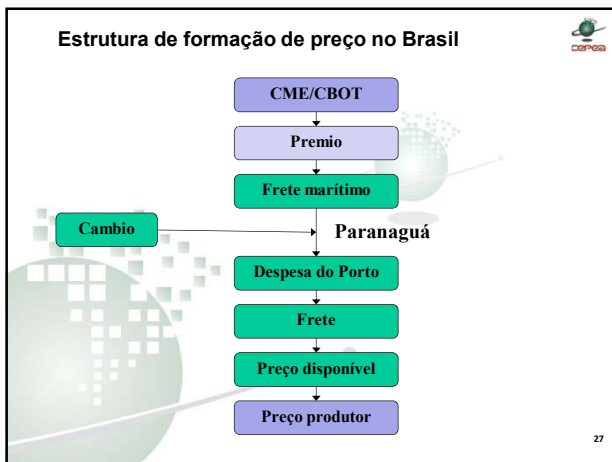 Estrutura de formação de preço no Brasil
cepea
CME/CBOT
Premio
Frete marítimo
Cambio
Paranaguá
Despesa do Porto
Frete
Preço disponível
Preço produtor
27